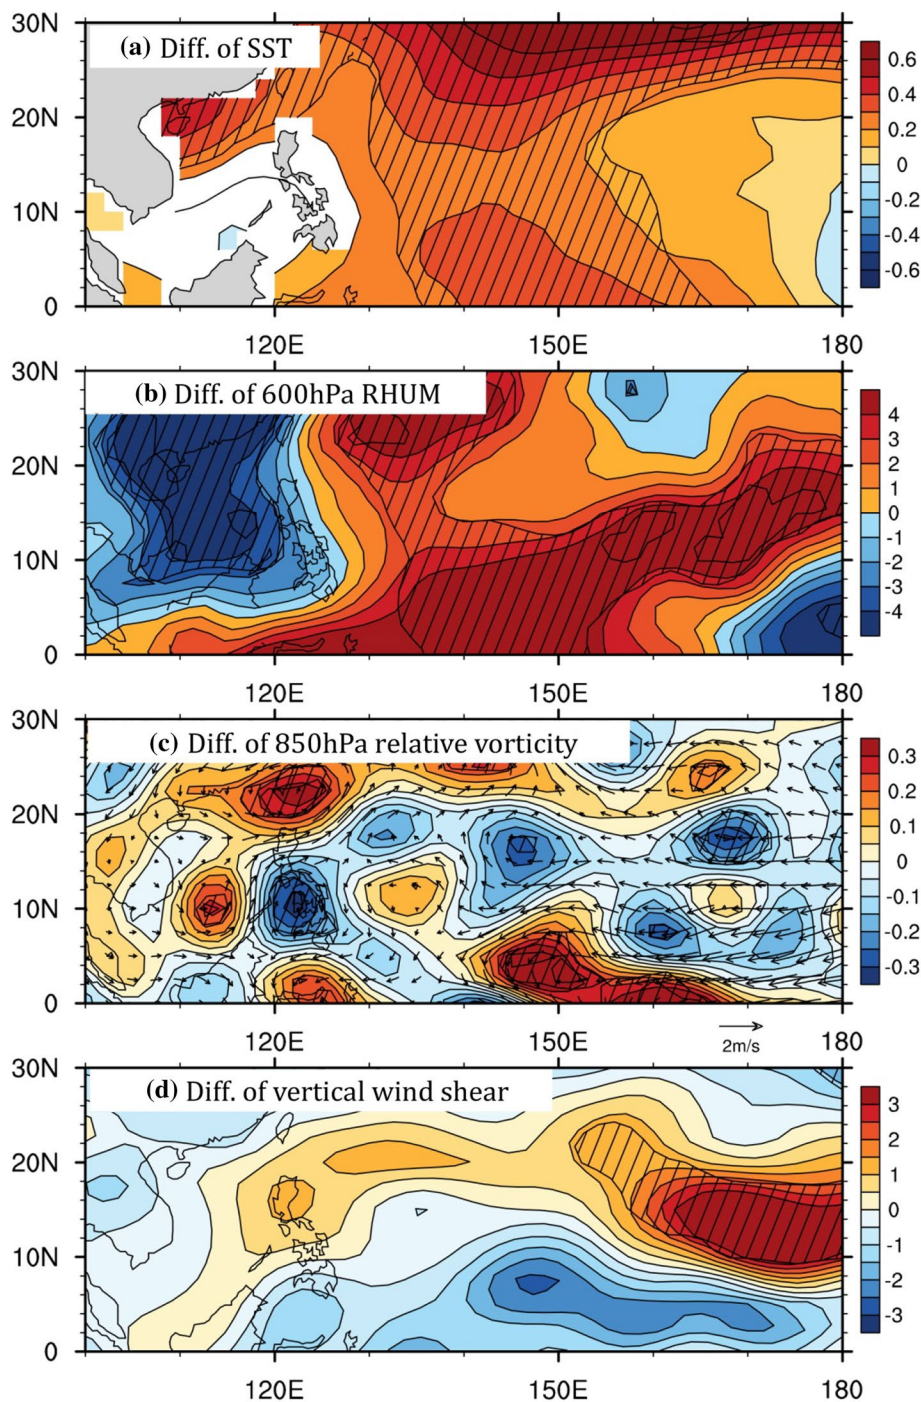 (a) Diff. of SST
30N
20N
10N
0
120E
150E
180
0.6
0.4
0.2
0
-0.2
-0.4
-0.6
(b) Diff. of 600hPa RHUM
30N
20N
10N
0
120E
150E
180
4
3
2
1
0
-1
-2
-3
-4
(c) Diff. of 850hPa relative vorticity
30N
20N
10N
0
120E
150E
180
0.3
0.2
0.1
0
-0.1
-0.2
-0.3
2m/s
(d) Diff. of vertical wind shear
30N
20N
10N
0
120E
150E
180
3
2
1
0
-1
-2
-3